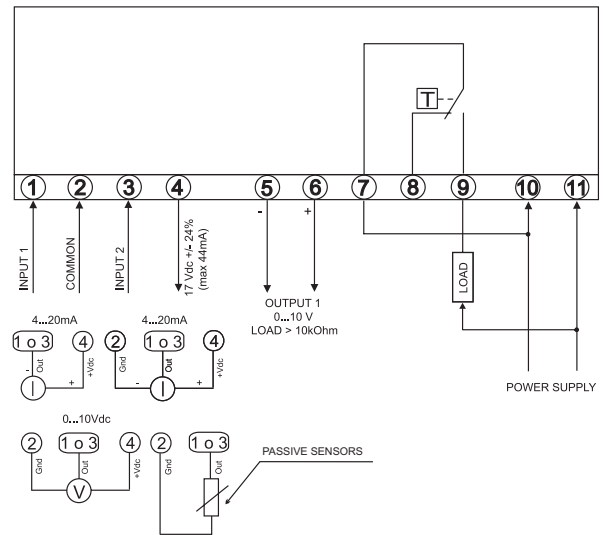 T
1 2 3 4 5 6 7 8 9 10 11
- +
INPUT 1
COMMON
INPUT 2
17 Vdc +/- 24%
(max 44mA)
LOAD
OUTPUT 1
0...10 V
LOAD > 10kOhm
POWER SUPPLY
4...20mA
1 o 3 4
Out
+Vdc
- +
I
4...20mA
2 1 o 3 4
Gnd
Out
+Vdc
- +
I
0...10Vdc
2 1 o 3 4
Gnd
Out
+Vdc
V
2 1 o 3
Gnd
Out
PASSIVE SENSORS